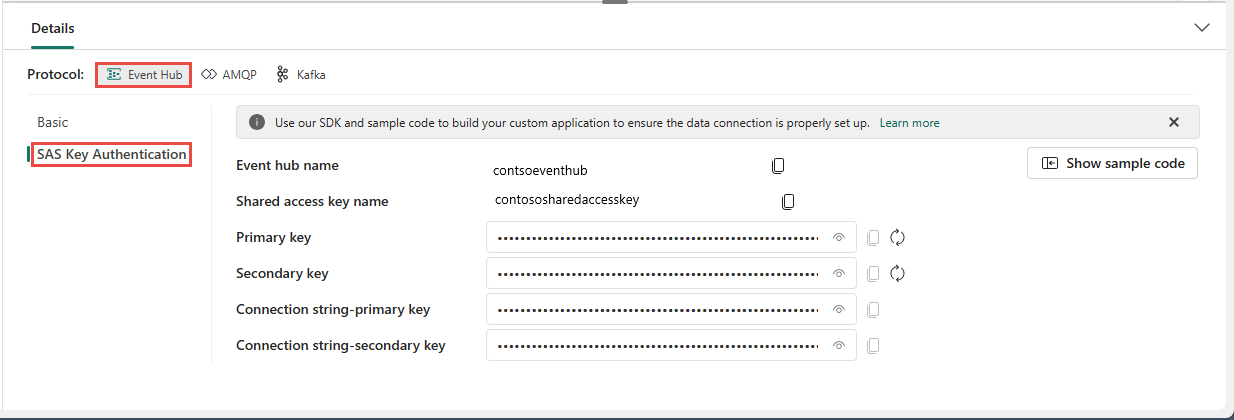 Details
Protocol: Event Hub AMQP Kafka
Basic
SAS Key Authentication
Use our SDK and sample code to build your custom application to ensure the data connection is properly set up. Learn more
Show sample code
Event hub name contsoeventhub
Shared access key name contososharedaccesskey
Primary key
Secondary key
Connection string-primary key
Connection string-secondary key